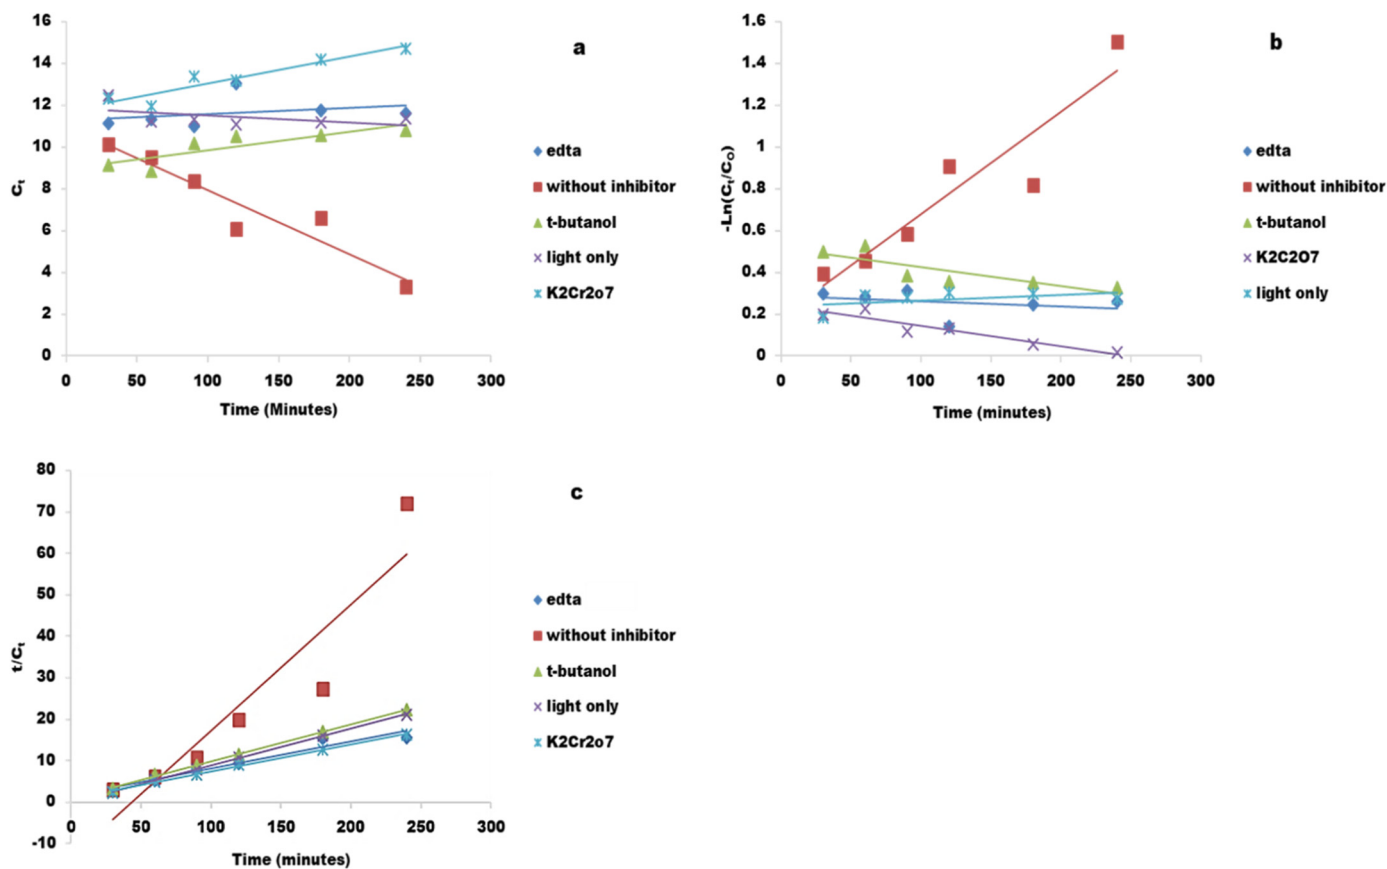 a
16
14
12
10
8
6
4
2
0
Ct
0 50 100 150 200 250 300
Time (Minutes)
edta
without inhibitor
t-butanol
light only
K2Cr2o7
b
1.6
1.4
1.2
1
0.8
0.6
0.4
0.2
0
-Ln(Ct/CO)
0 50 100 150 200 250 300
Time (minutes)
edta
without inhibitor
t-butanol
K2C2O7
light only
c
80
70
60
50
40
30
20
10
0
-10
t/Ct
0 50 100 150 200 250 300
Time (minutes)
edta
without inhibitor
t-butanol
light only
K2Cr2o7